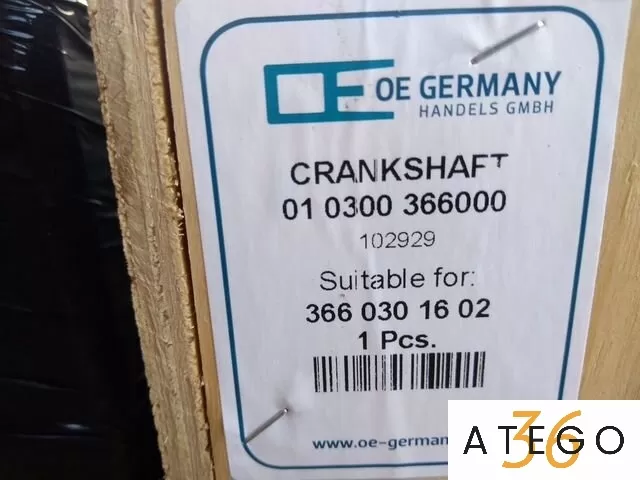 OE OE GERMANY
HANDELS GMBH
CRANKSHAFT
01 0300 366000
102929
Suitable for:
366 030 16 02
1 Pcs.
www.oe-german
ATEGO
36